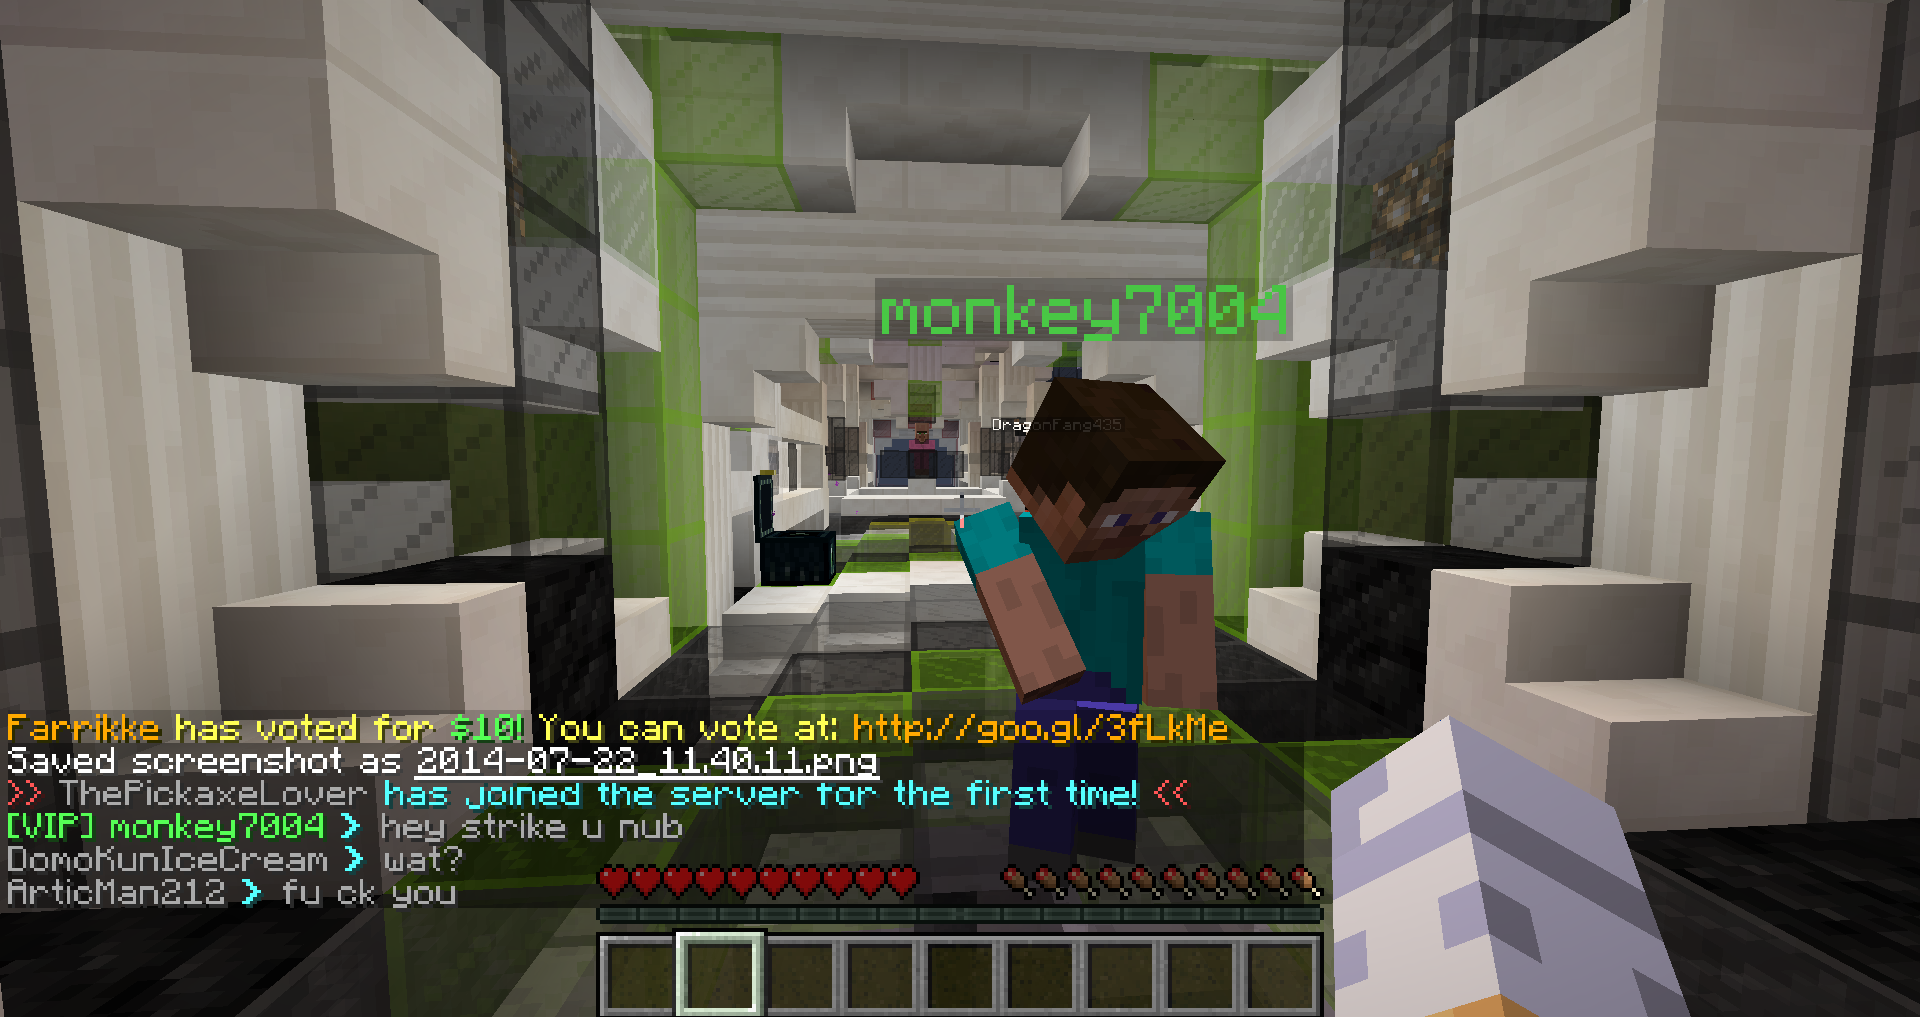 monkey7004
DragonFang435
Farrikke has voted for $10! You can vote at: http://goo.gl/3fLkMe
Saved screenshot as 2014-07-22_11.40.11.png
>> ThePickaxeLover has joined the server for the first time! <<
[VIP] monkey7004 > hey strike u nub
DomoKunIceCream > wat?
ArticMan212 > fu ck you